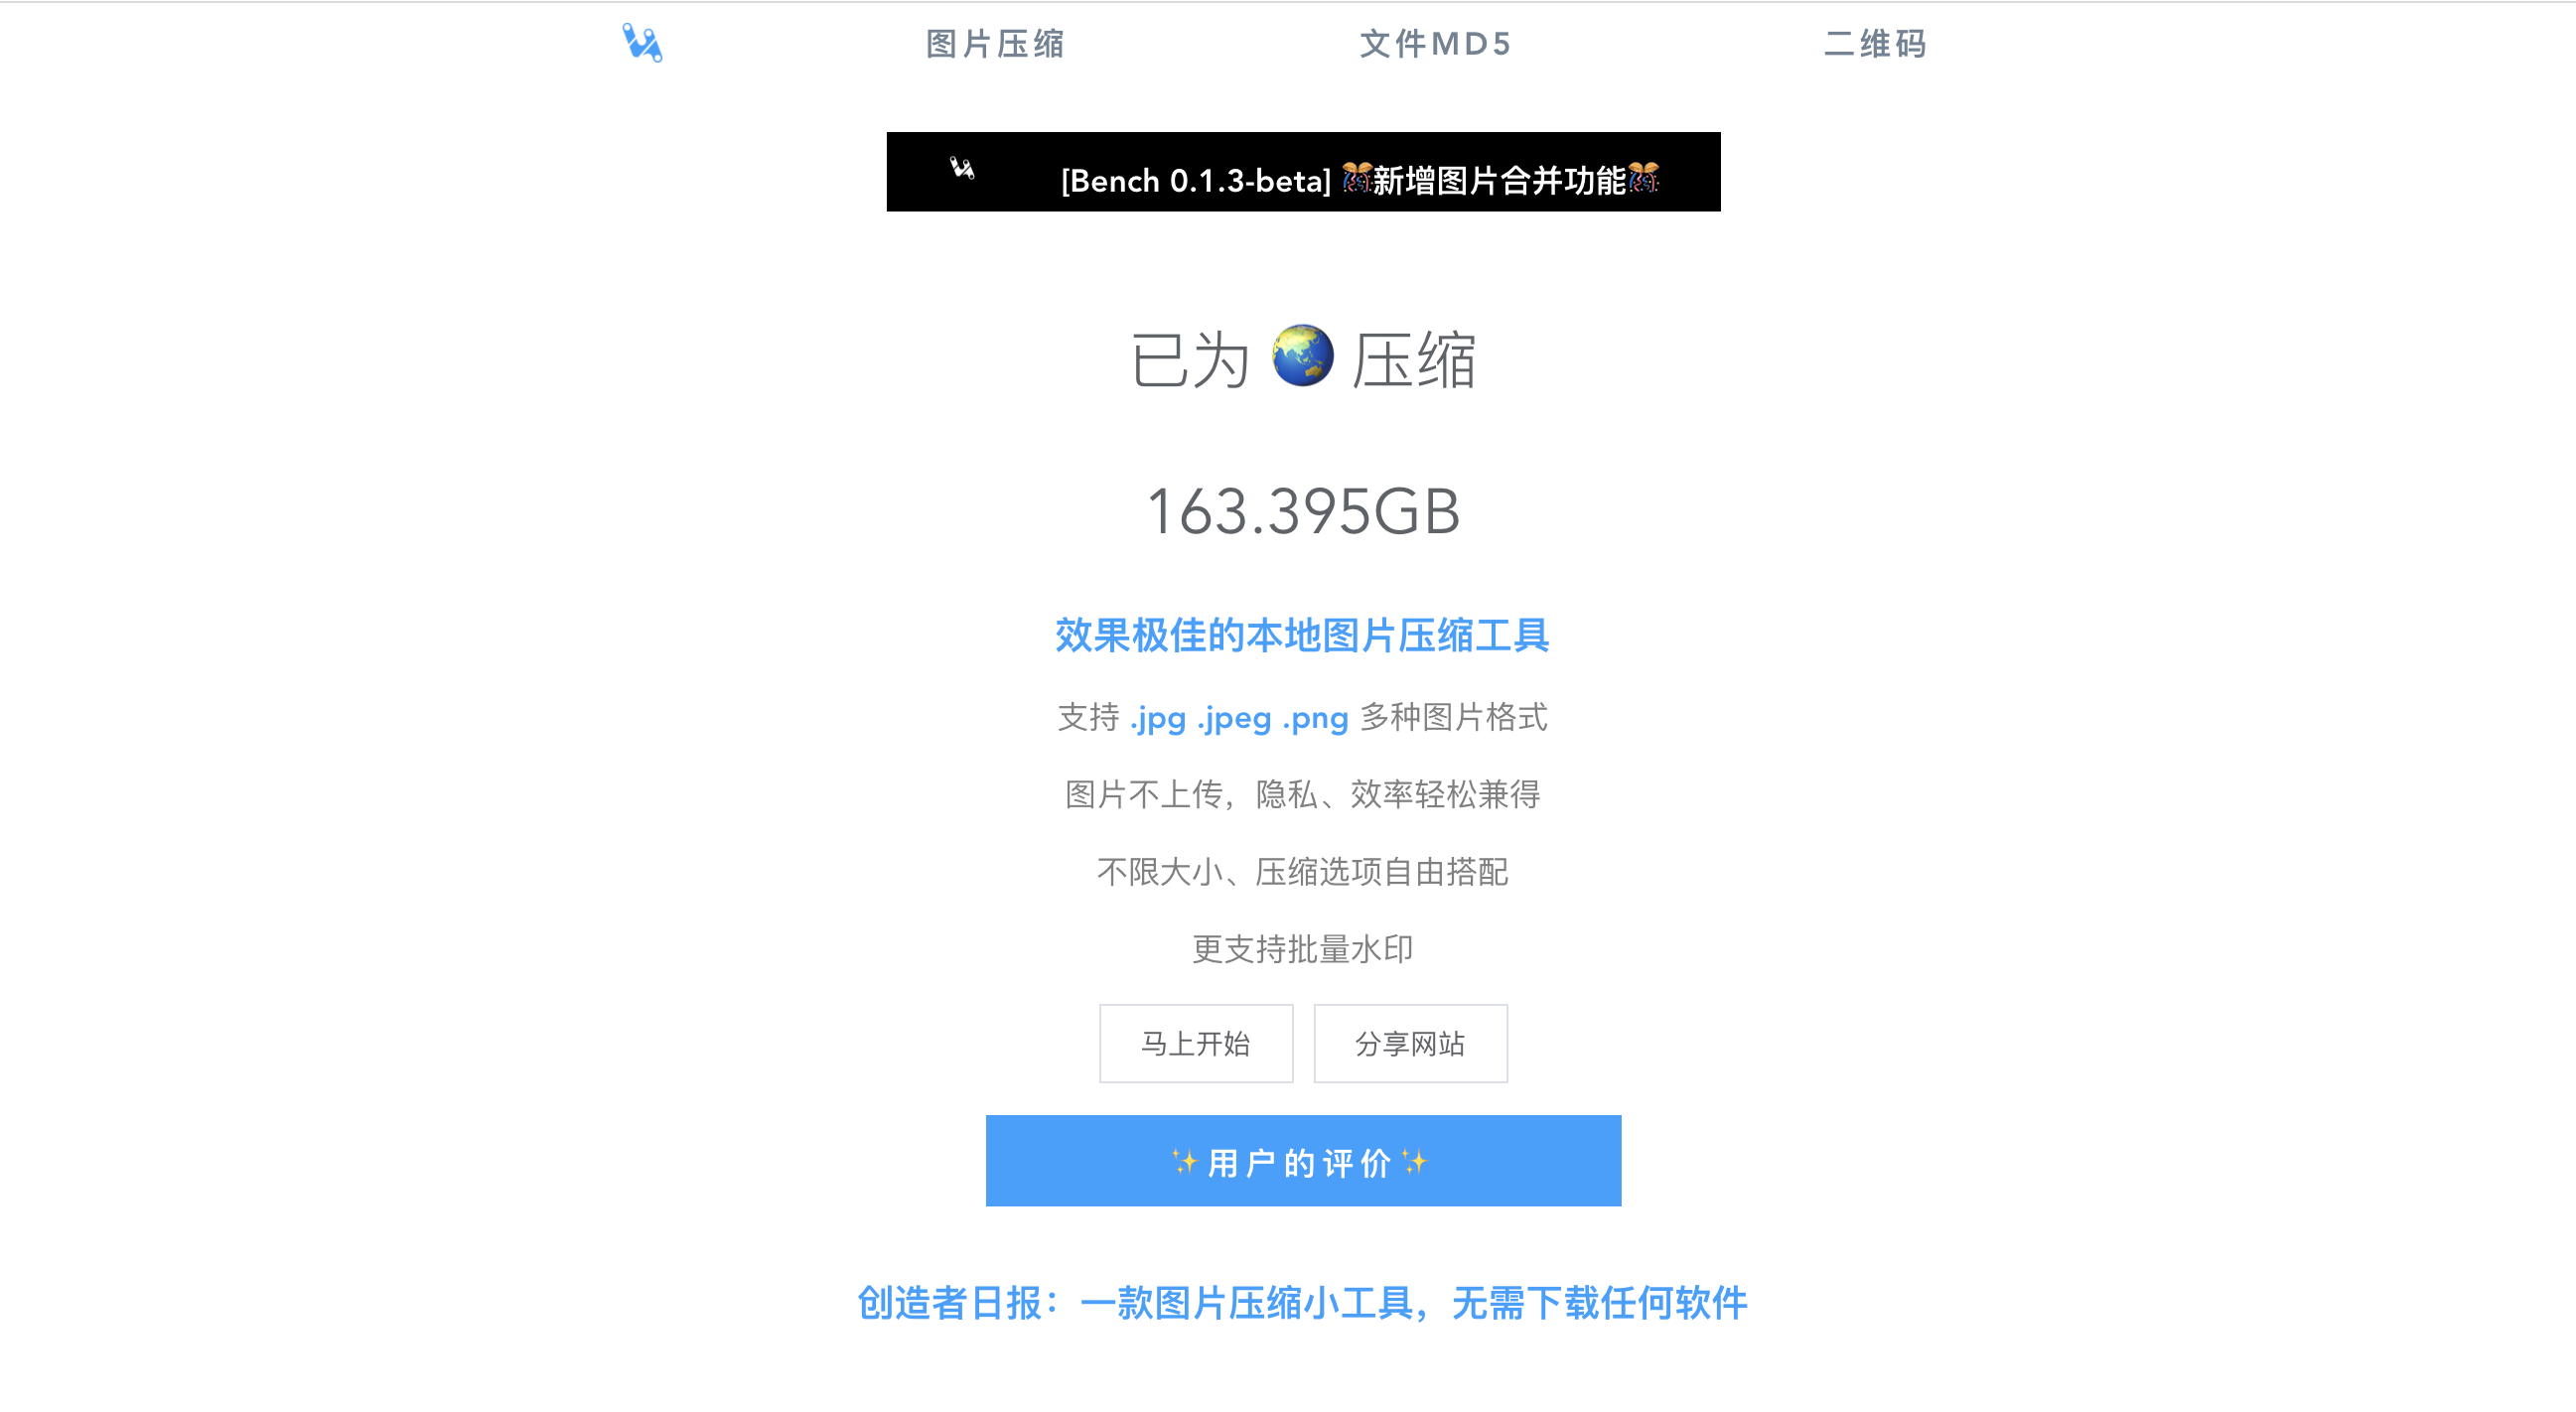 图片压缩
文件MD5
二维码
[Bench 0.1.3-beta] 🎊新增图片合并功能🎊
已为 🌏 压缩
163.395GB
效果极佳的本地图片压缩工具
支持 .jpg .jpeg .png 多种图片格式
图片不上传，隐私、效率轻松兼得
不限大小、压缩选项自由搭配
更支持批量水印
马上开始
分享网站
✨用户的评价✨
创造者日报：一款图片压缩小工具，无需下载任何软件